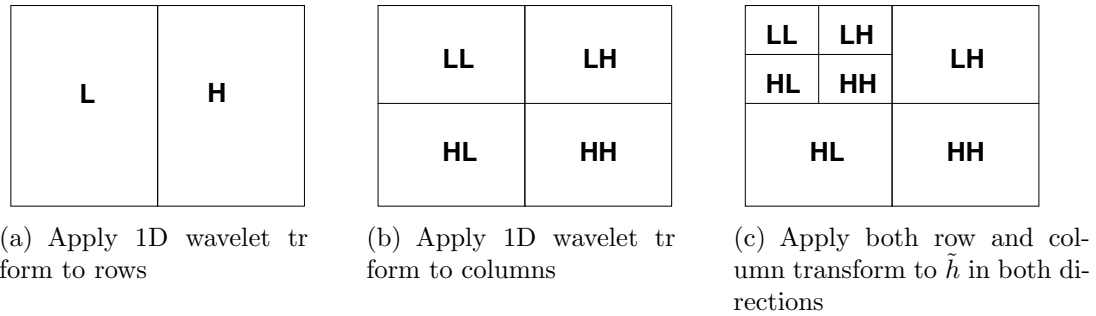 L H
LL LH
HL HH
LL LH
HL HH
LH
HL HH
(a) Apply 1D wavelet tr
form to rows
(b) Apply 1D wavelet tr
form to columns
(c) Apply both row and col-
umn transform to h̃ in both di-
rections